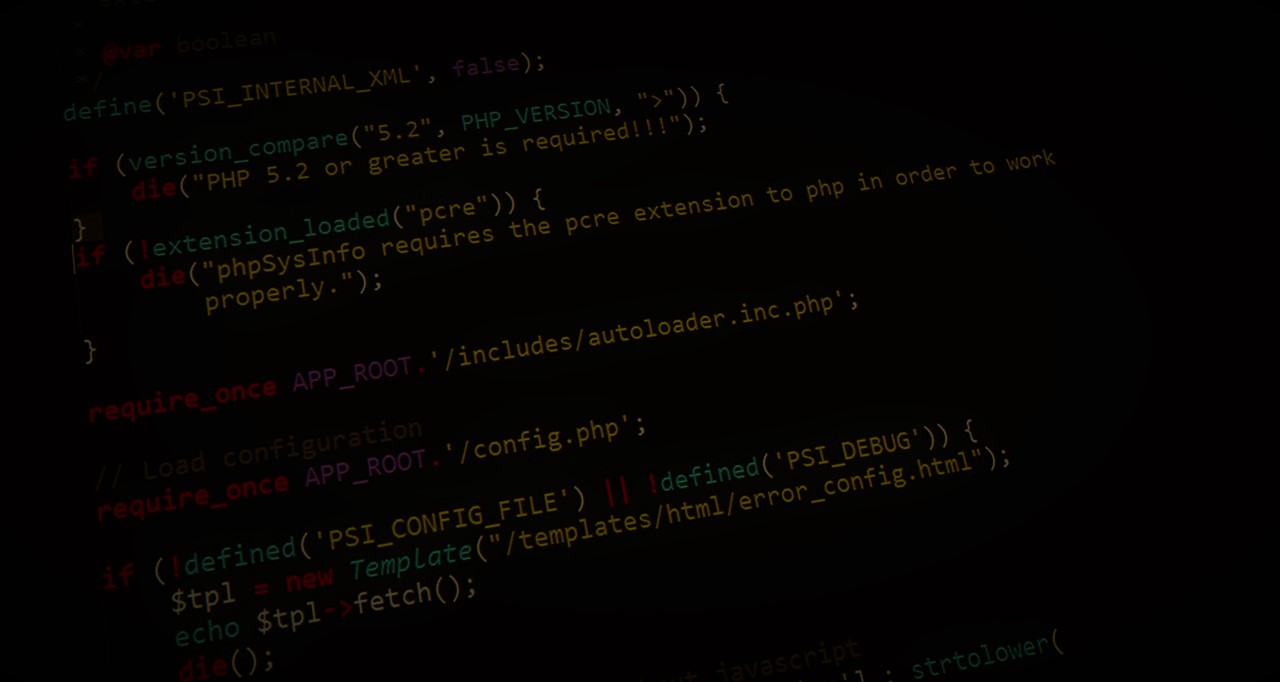 * @var boolean
*/
define('PSI_INTERNAL_XML', false);
if (version_compare("5.2", PHP_VERSION, ">")) {
die("PHP 5.2 or greater is required!!!");
}
if (!extension_loaded("pcre")) {
die("phpSysInfo requires the pcre extension to php in order to work
properly.");
}
require_once APP_ROOT.'/includes/autoloader.inc.php';
// Load configuration
require_once APP_ROOT.'/config.php';
if (!defined('PSI_CONFIG_FILE') || !defined('PSI_DEBUG')) {
$tpl = new Template("/templates/html/error_config.html");
echo $tpl->fetch();
die();
javascript
strtolower(